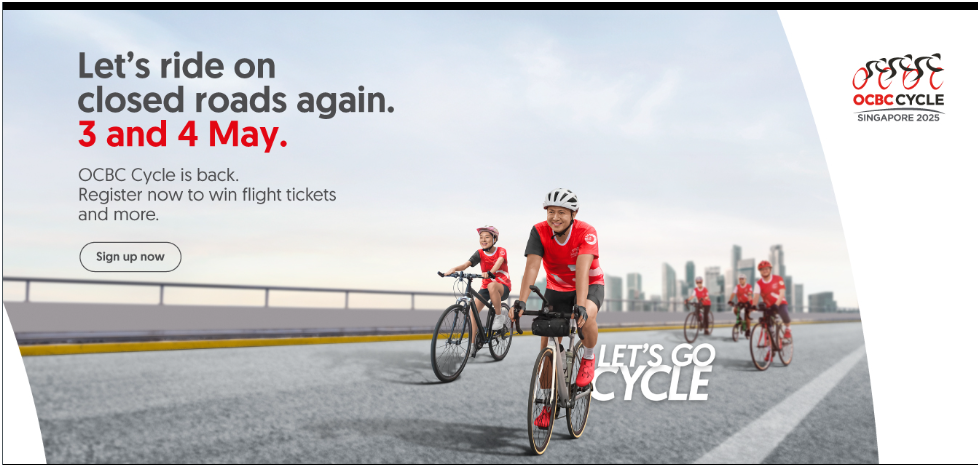 Let's ride on
closed roads again.
3 and 4 May.
OCBC Cycle is back.
Register now to win flight tickets
and more.
Sign up now
OCBC CYCLE
SINGAPORE 2025
LET'S GO
CYCLE